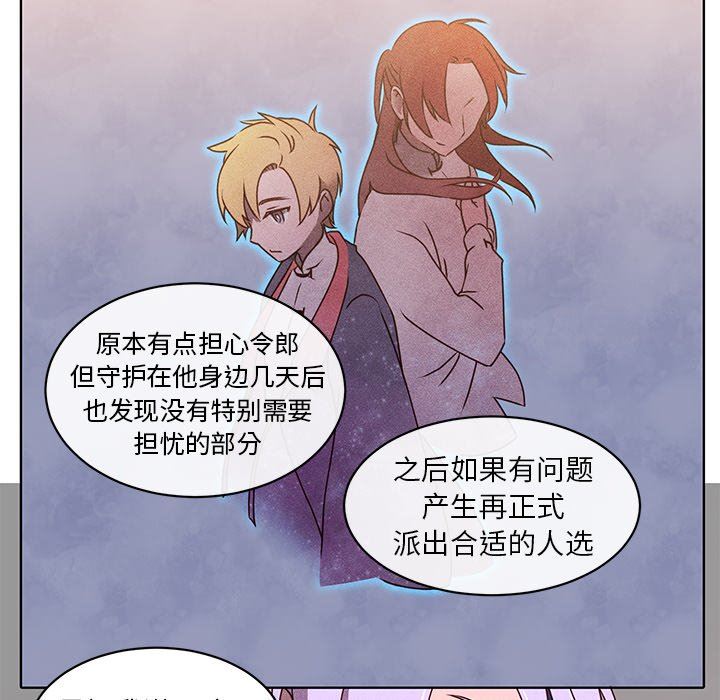 原本有点担心令郎
但守护在他身边几天后
也发现没有特别需要
担忧的部分
之后如果有问题
产生再正式
派出合适的人选